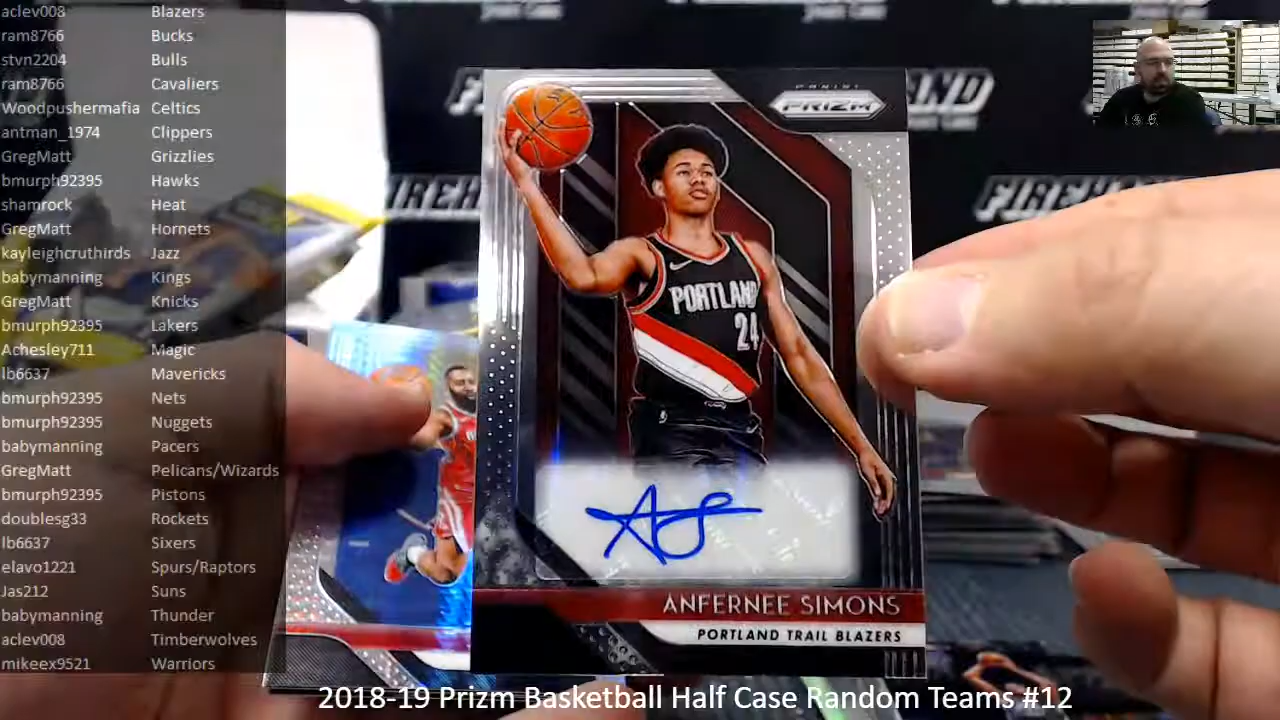 aclev008 Blazers
ram8766 Bucks
stvn2204 Bulls
ram8766 Cavaliers
Woodpushermafia Celtics
antman_1974 Clippers
GregMatt Grizzlies
bmurph92395 Hawks
shamrock Heat
GregMatt Hornets
kayleighcruthirds Jazz
babymanning Kings
GregMatt Knicks
bmurph92395 Lakers
Achesley711 Magic
lb6637 Mavericks
bmurph92395 Nets
bmurph92395 Nuggets
babymanning Pacers
GregMatt Pelicans/Wizards
bmurph92395 Pistons
doublesg33 Rockets
lb6637 Sixers
elavo1221 Spurs/Raptors
Jas212 Suns
babymanning Thunder
aclev008 Timberwolves
mikeex9521 Warriors
PANINI
PRIZM
PORTLAND
24
ANFERNEE SIMONS
PORTLAND TRAIL BLAZERS
2018-19 Prizm Basketball Half Case Random Teams #12